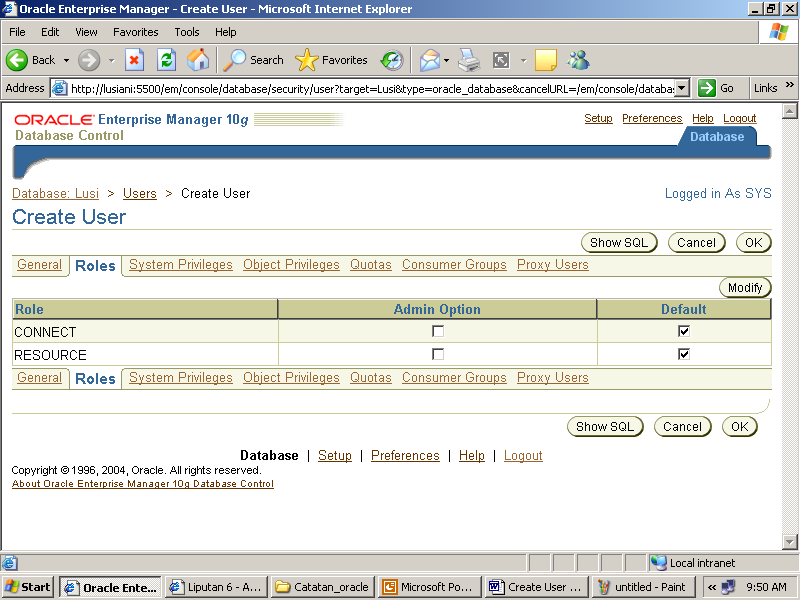 Oracle Enterprise Manager - Create User - Microsoft Internet Explorer
File Edit View Favorites Tools Help
Back Search Favorites
Address http://lusiani:5500/em/console/database/security/user?target=Lusi&type=oracle_database&cancelURL=/em/console/databa Go Links »
ORACLE Enterprise Manager 10g
Setup Preferences Help Logout
Database Control
Database
Database: Lusi > Users > Create User
Logged in As SYS
Create User
Show SQL Cancel OK
General Roles System Privileges Object Privileges Quotas Consumer Groups Proxy Users
Modify
Role Admin Option Default
CONNECT
RESOURCE
General Roles System Privileges Object Privileges Quotas Consumer Groups Proxy Users
Show SQL Cancel OK
Database | Setup | Preferences | Help | Logout
Copyright © 1996, 2004, Oracle. All rights reserved.
About Oracle Enterprise Manager 10g Database Control
Local intranet
Start Oracle Ente... Liputan 6 - A... Catatan_oracle Microsoft Po... Create User ... untitled - Paint « 9:50 AM